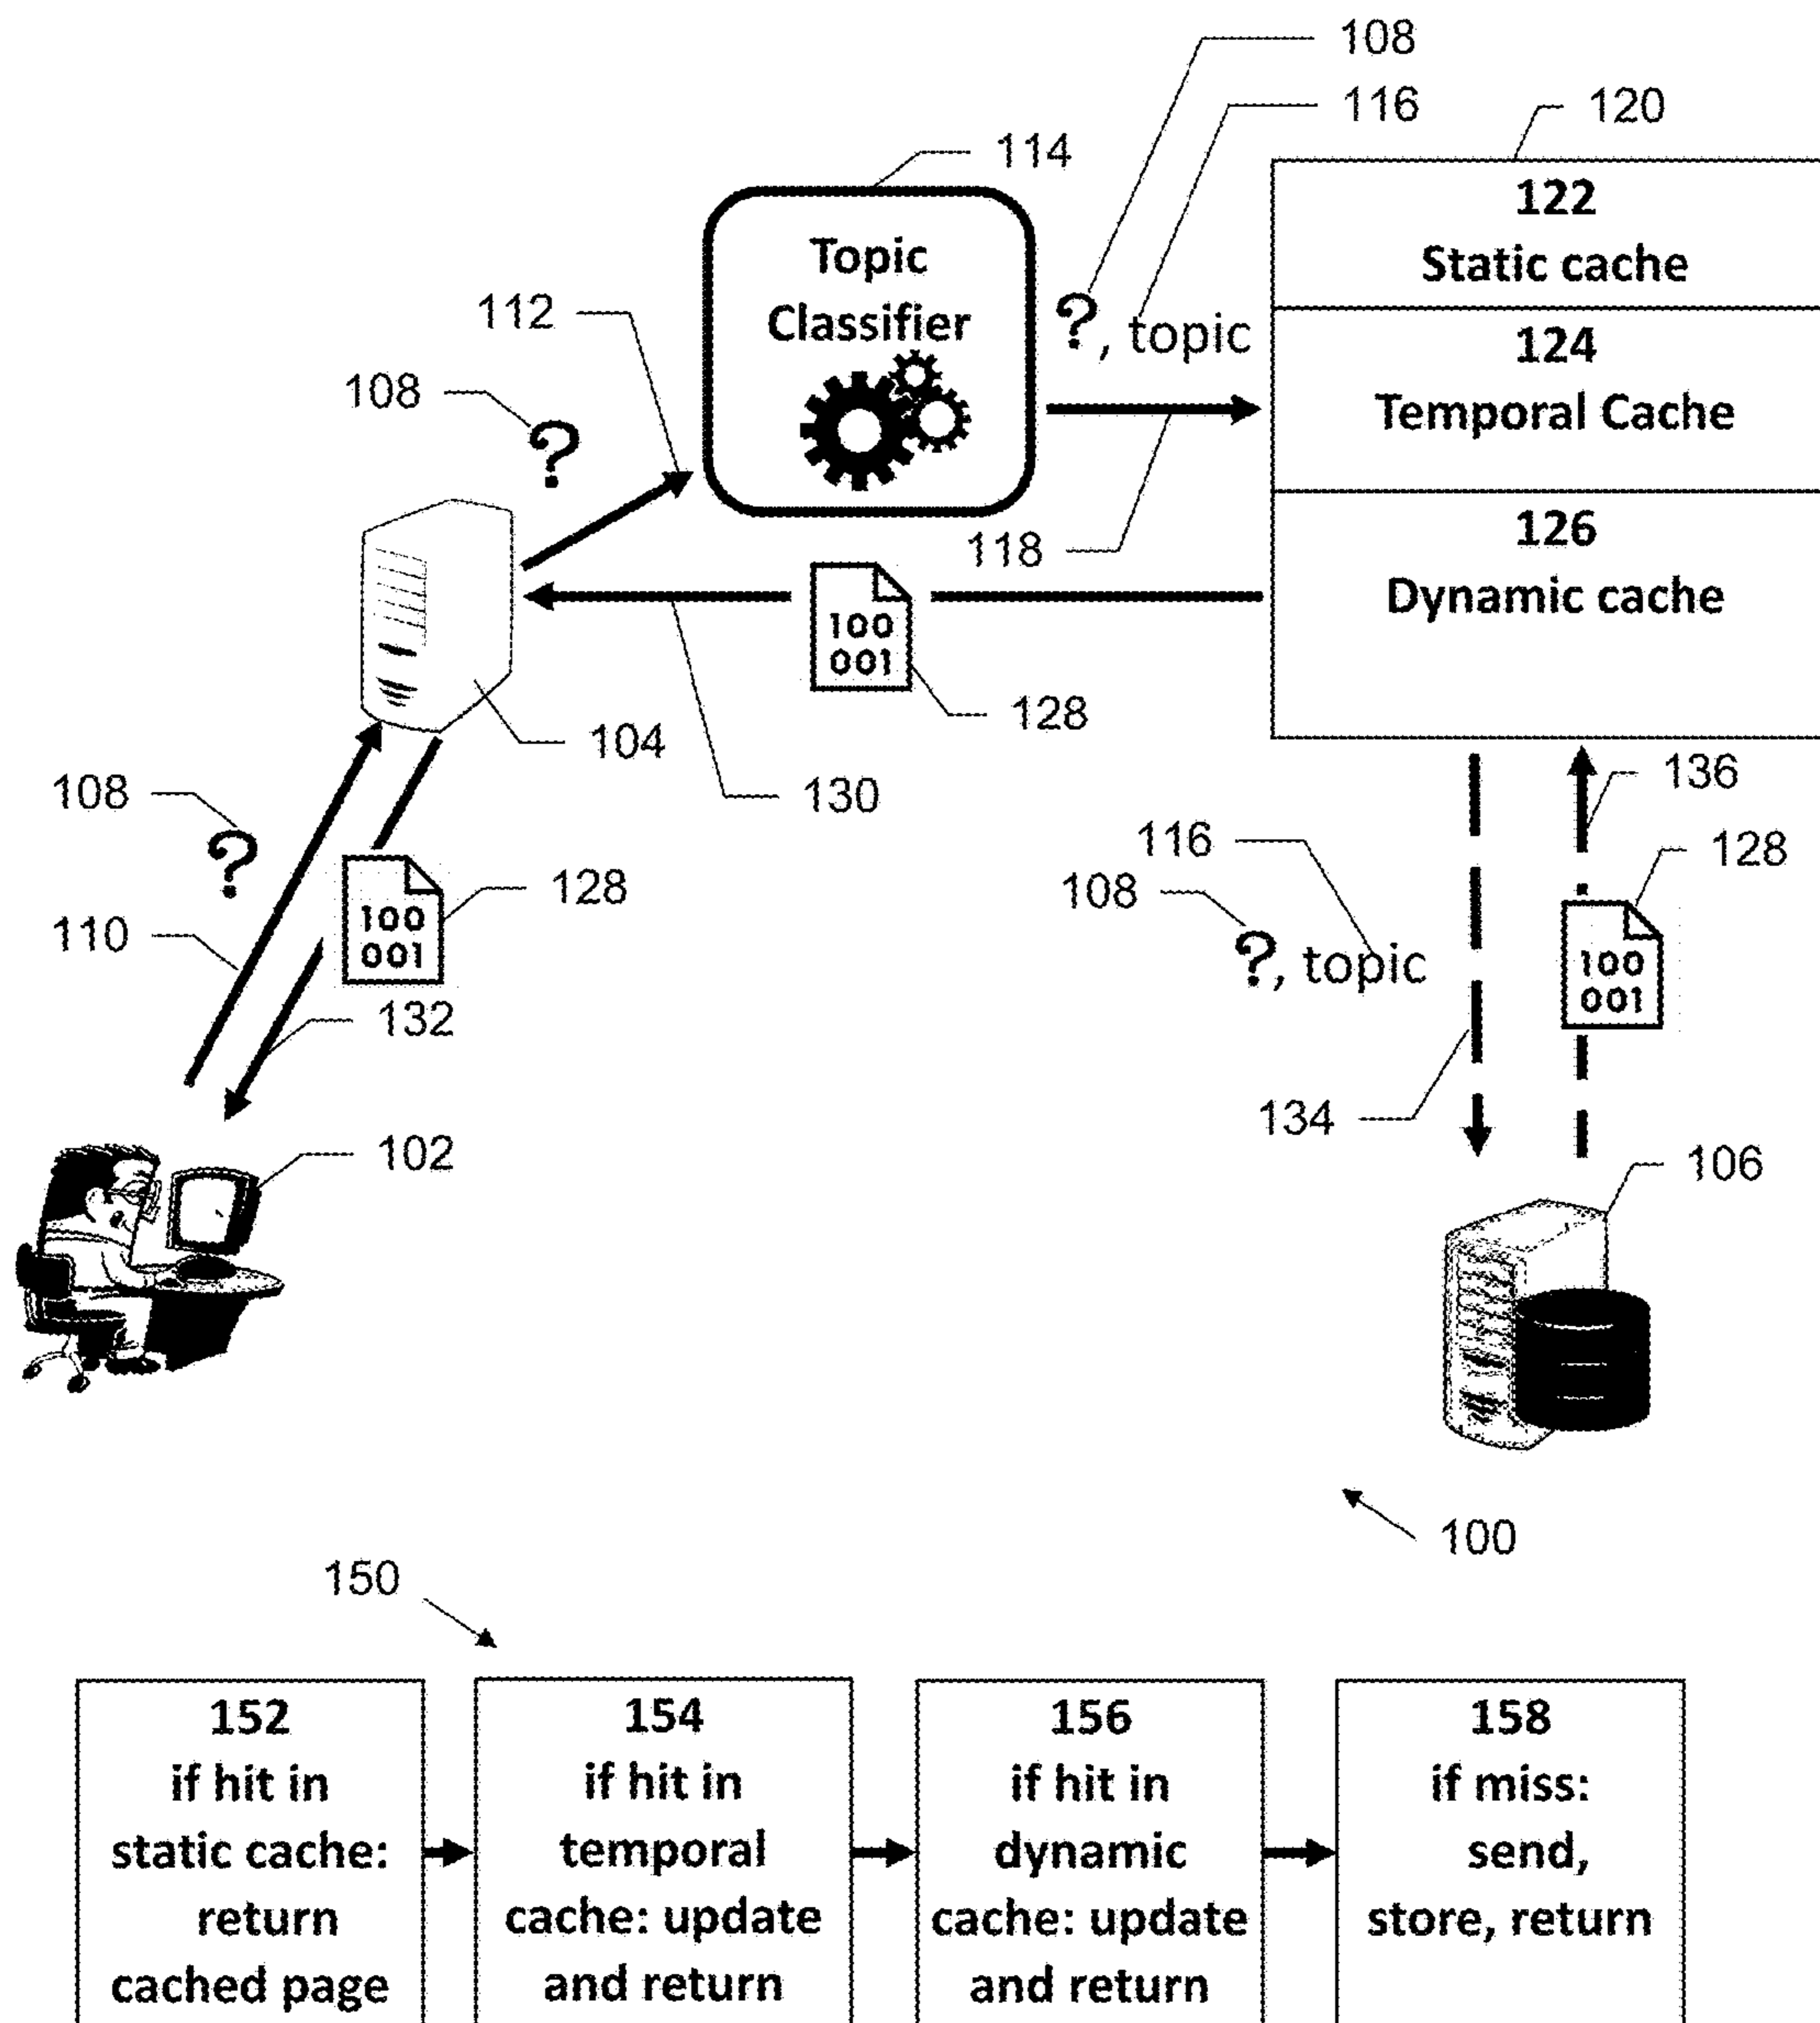 108
116
120
114
122
Static cache
Topic
Classifier
112
?, topic
124
Temporal Cache
108
?
118
126
Dynamic cache
100
001
128
104
130
136
108
?
116
128
108
128
100
001
110
?, topic
100
001
132
134
102
106
100
150
152
if hit in
static cache:
return
cached page
154
if hit in
temporal
cache: update
and return
156
if hit in
dynamic
cache: update
and return
158
if miss:
send,
store, return